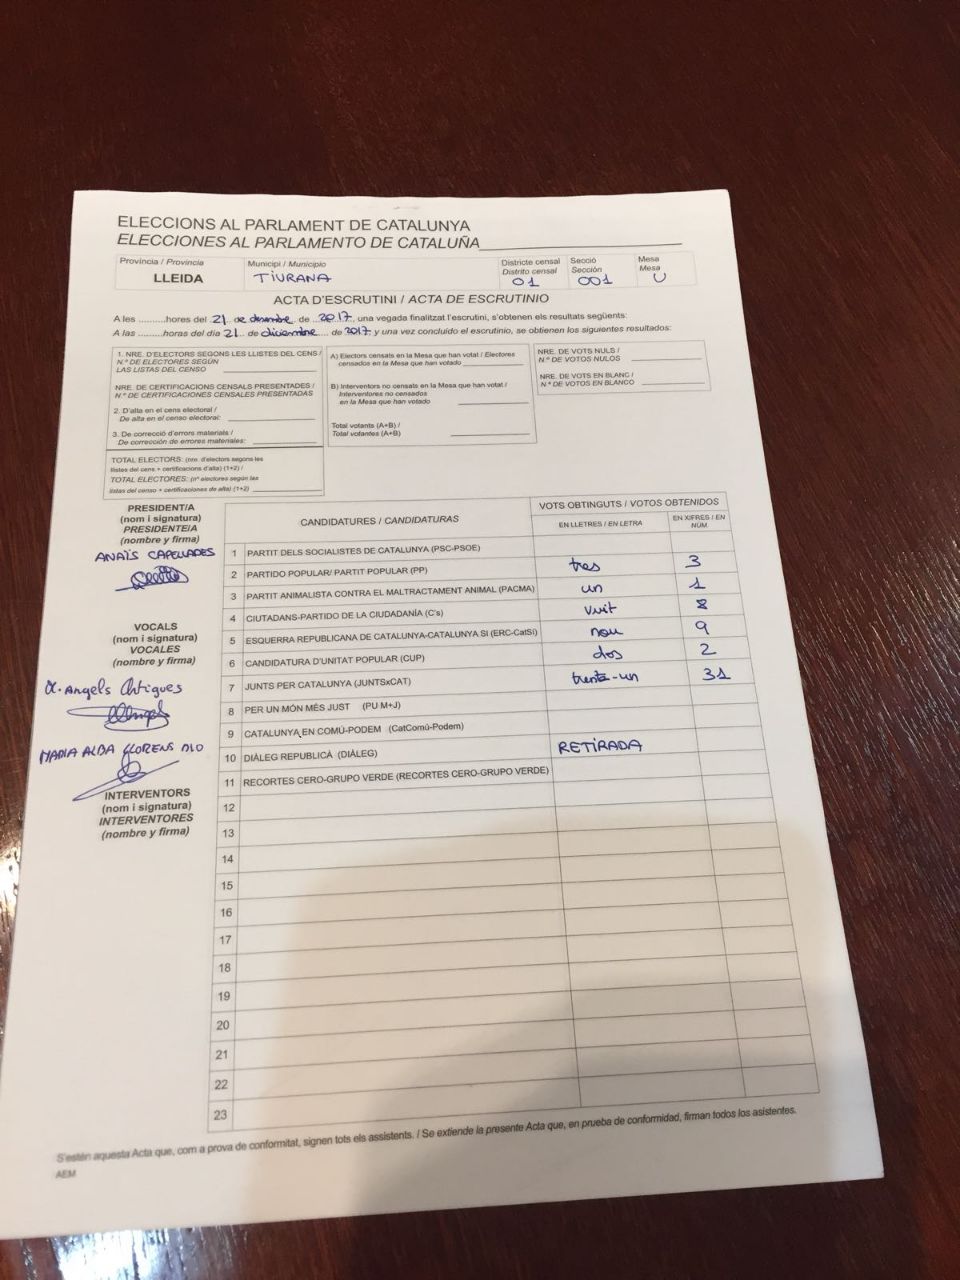 ELECCIONS AL PARLAMENT DE CATALUNYA
ELECCIONES AL PARLAMENTO DE CATALUÑA
Província / Provincia
LLEIDA
Municipi / Municipio
TIURANA
Districte censal
Distrito censal
01
Secció
Sección
001
Mesa
Mesa
U
ACTA D'ESCRUTINI / ACTA DE ESCRUTINIO
A les ..........hores del 21 de desembre de 2017, una vegada finalitzat l'escrutini, s'obtenen els resultats següents:
A las ..........horas del día 21 de diciembre de 2017 y una vez concluido el escrutinio, se obtienen los siguientes resultados:
1. NRE. D'ELECTORS SEGONS LES LLISTES DEL CENS /
N.º DE ELECTORES SEGÚN
LAS LISTAS DEL CENSO
NRE. DE CERTIFICACIONS CENSALS PRESENTADES /
N.º DE CERTIFICACIONES CENSALES PRESENTADAS
2. D'alta en el cens electoral /
De alta en el censo electoral:
3. De correcció d'errors materials /
De corrección de errores materiales:
TOTAL ELECTORS: (nre. d'electors segons les
llistes del cens + certificacions d'alta) (1+2) /
TOTAL ELECTORES: (nº electores según las
listas del censo + certificaciones de alta) (1+2)
A) Electors censats en la Mesa que han votat / Electores
censados en la Mesa que han votado
B) Interventors no censats en la Mesa que han votat /
Interventores no censados
en la Mesa que han votado
Total votants (A+B) /
Total votantes (A+B)
NRE. DE VOTS NULS /
N.º DE VOTOS NULOS
NRE. DE VOTS EN BLANC /
N.º DE VOTOS EN BLANCO
PRESIDENT/A
(nom i signatura)
PRESIDENTE/A
(nombre y firma)
ANAÏS CAPELLADES
VOCALS
(nom i signatura)
VOCALES
(nombre y firma)
M. Angels Artigues
MARIA ALBA LLORENS
INTERVENTORS
(nom i signatura)
INTERVENTORES
(nombre y firma)
CANDIDATURES / CANDIDATURAS
VOTS OBTINGUTS / VOTOS OBTENIDOS
EN LLETRES / EN LETRA
EN XIFRES / EN NÚM.
1 PARTIT DELS SOCIALISTES DE CATALUNYA (PSC-PSOE)
2 PARTIDO POPULAR/ PARTIT POPULAR (PP) tres 3
3 PARTIT ANIMALISTA CONTRA EL MALTRACTAMENT ANIMAL (PACMA) un 1
4 CIUTADANS-PARTIDO DE LA CIUDADANÍA (C's) vuit 8
5 ESQUERRA REPUBLICANA DE CATALUNYA-CATALUNYA SI (ERC-CatSí) nou 9
6 CANDIDATURA D'UNITAT POPULAR (CUP) dos 2
7 JUNTS PER CATALUNYA (JUNTSxCAT) trenta-un 31
8 PER UN MÓN MÉS JUST (PU M+J)
9 CATALUNYA EN COMÚ-PODEM (CatComú-Podem)
10 DIÀLEG REPUBLICÀ (DIÀLEG) RETIRADA
11 RECORTES CERO-GRUPO VERDE (RECORTES CERO-GRUPO VERDE)
12
13
14
15
16
17
18
19
20
21
22
23
S'estén aquesta Acta que, com a prova de conformitat, signen tots els assistents. / Se extiende la presente Acta que, en prueba de conformidad, firman todos los asistentes.
AEM